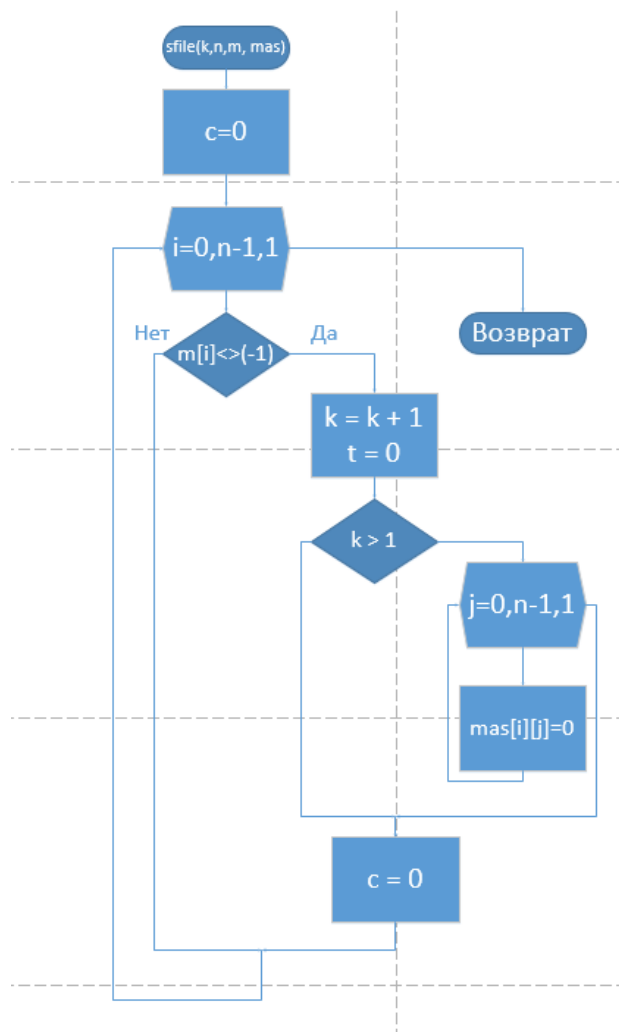 sfile(k,n,m, mas)
c=0
i=0,n-1,1
Возврат
Нет
m[i]<>(-1)
Да
k = k + 1
t = 0
k > 1
j=0,n-1,1
mas[i][j]=0
c = 0